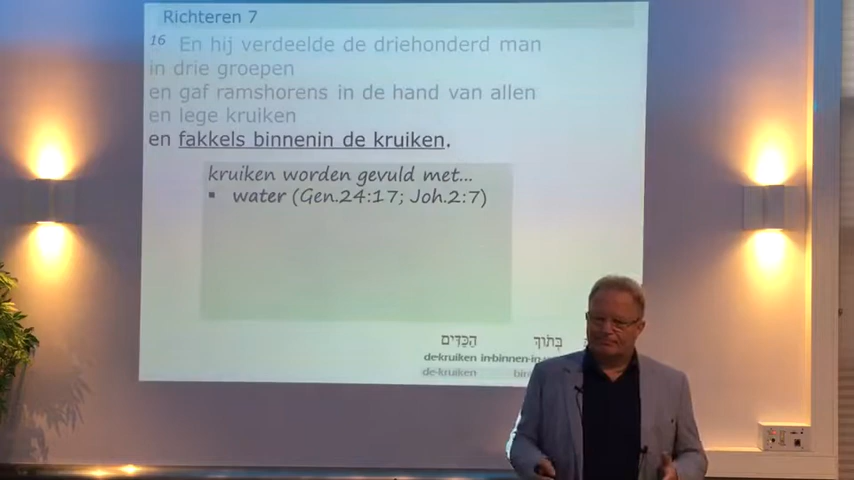 Richteren 7
16 En hij verdeelde de driehonderd man
in drie groepen
en gaf ramshorens in de hand van allen
en lege kruiken
en fakkels binnenin de kruiken.
kruiken worden gevuld met...
▪ water (Gen.24:17; Joh.2:7)
הַכַּדִּים בְּתוֹךְ
de-kruiken in-binnen-in
de-kruiken